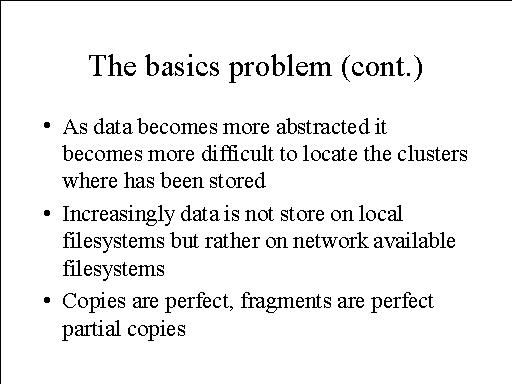 The basics problem (cont.)
• As data becomes more abstracted it
becomes more difficult to locate the clusters
where has been stored
• Increasingly data is not store on local
filesystems but rather on network available
filesystems
• Copies are perfect, fragments are perfect
partial copies